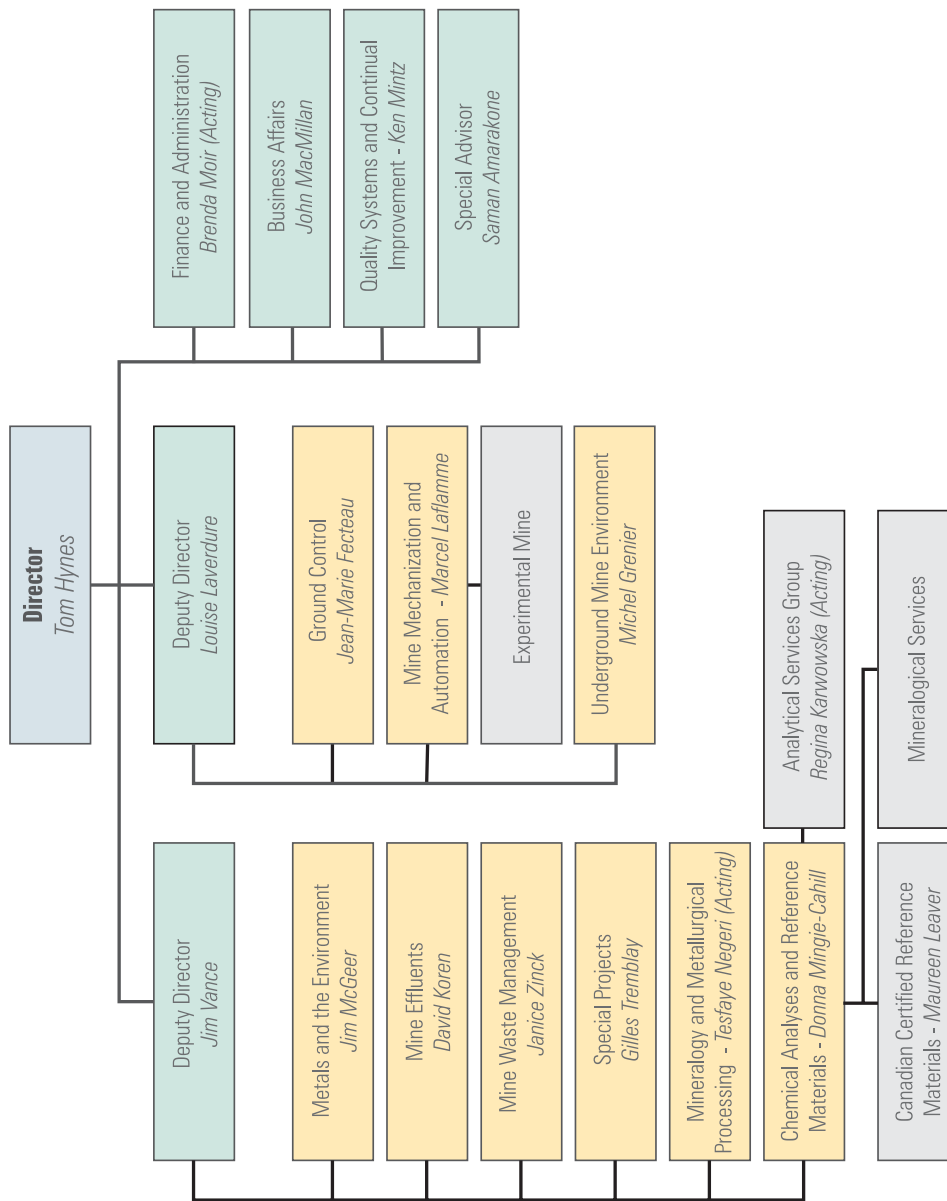 Director
Tom Hynes
Deputy Director
Jim Vance
Deputy Director
Louise Laverdure
Finance and Administration
Brenda Moir (Acting)
Business Affairs
John MacMillan
Quality Systems and Continual
Improvement - Ken Mintz
Special Advisor
Saman Amarakone
Metals and the Environment
Jim McGeer
Mine Effluents
David Koren
Mine Waste Management
Janice Zinck
Special Projects
Gilles Tremblay
Mineralogy and Metallurgical
Processing - Tesfaye Negeri (Acting)
Chemical Analyses and Reference
Materials - Donna Mingie-Cahill
Ground Control
Jean-Marie Fecteau
Mine Mechanization and
Automation - Marcel Laflamme
Experimental Mine
Underground Mine Environment
Michel Grenier
Analytical Services Group
Regina Karwowska (Acting)
Canadian Certified Reference
Materials - Maureen Leaver
Mineralogical Services